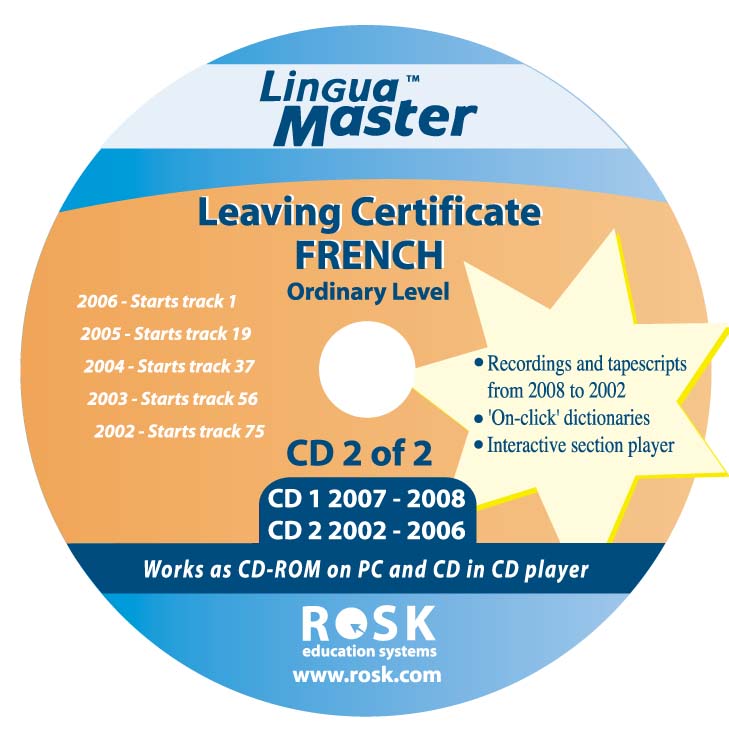 Lingua™
Master
Leaving Certificate
FRENCH
Ordinary Level
2006 - Starts track 1
2005 - Starts track 19
2004 - Starts track 37
2003 - Starts track 56
2002 - Starts track 75
• Recordings and tapescripts
from 2008 to 2002
• 'On-click' dictionaries
• Interactive section player
CD 2 of 2
CD 1 2007 - 2008
CD 2 2002 - 2006
Works as CD-ROM on PC and CD in CD player
ROSK
education systems
www.rosk.com